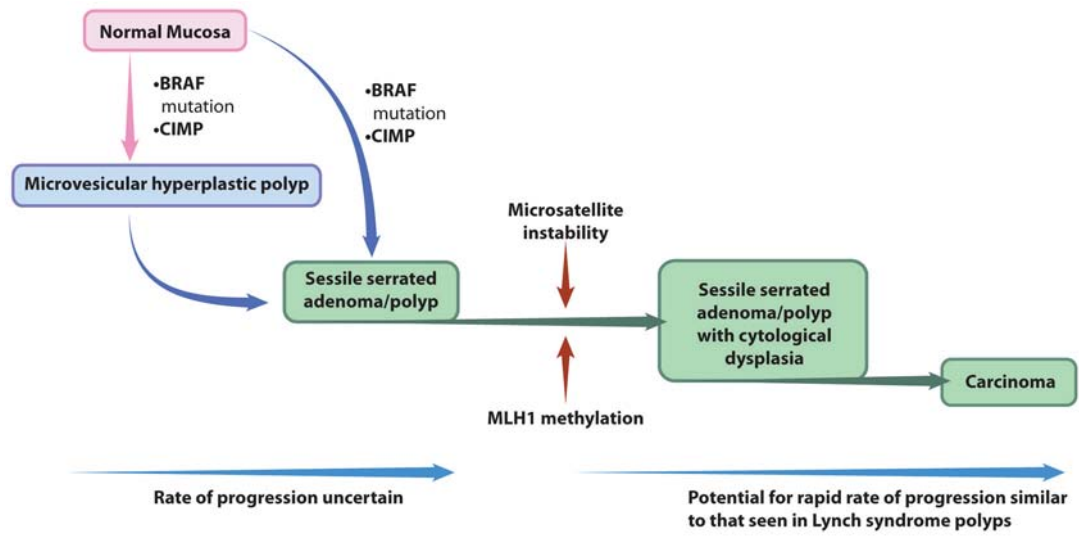 Normal Mucosa
•BRAF
mutation
•CIMP
•BRAF
mutation
•CIMP
Microvesicular hyperplastic polyp
Microsatellite
instability
Sessile serrated
adenoma/polyp
Sessile serrated
adenoma/polyp
with cytological
dysplasia
Carcinoma
MLH1 methylation
Rate of progression uncertain
Potential for rapid rate of progression similar
to that seen in Lynch syndrome polyps